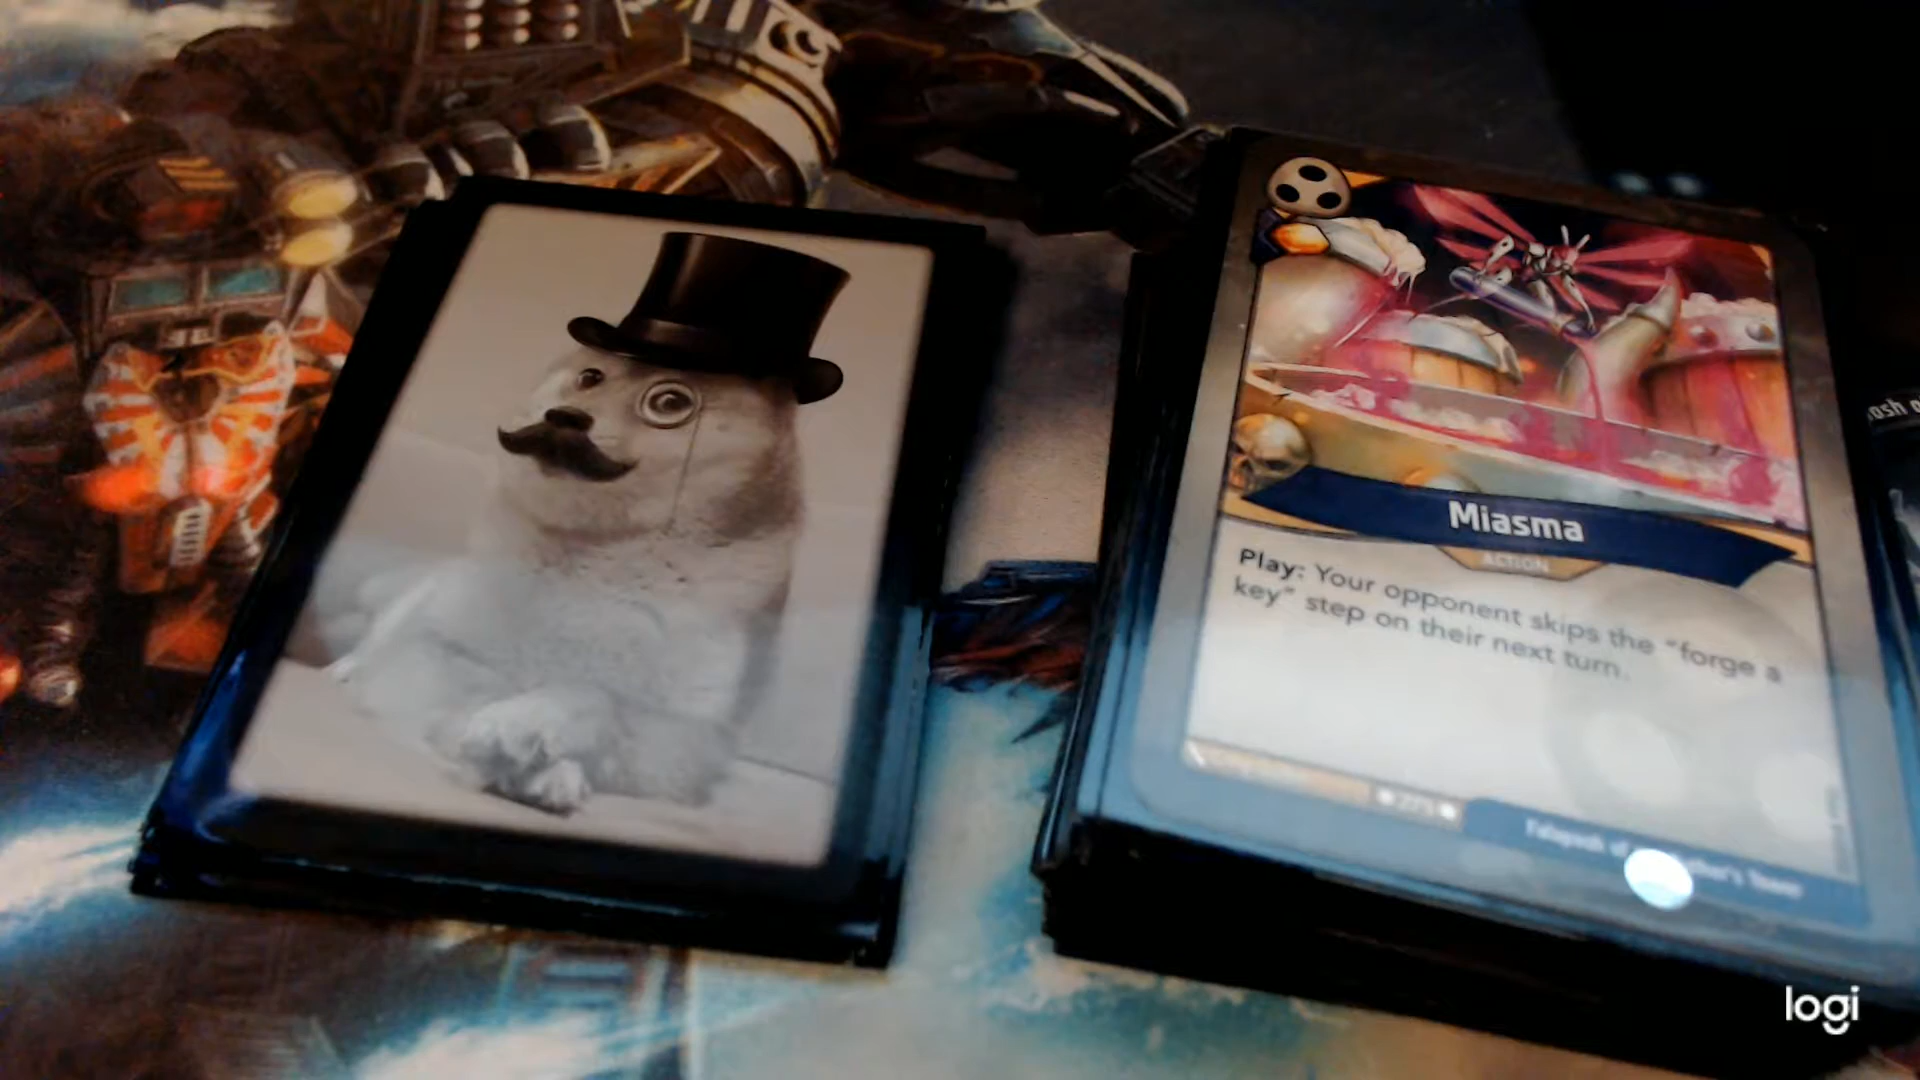 Miasma
ACTION
Play: Your opponent skips the "forge a
key" step on their next turn.
logi